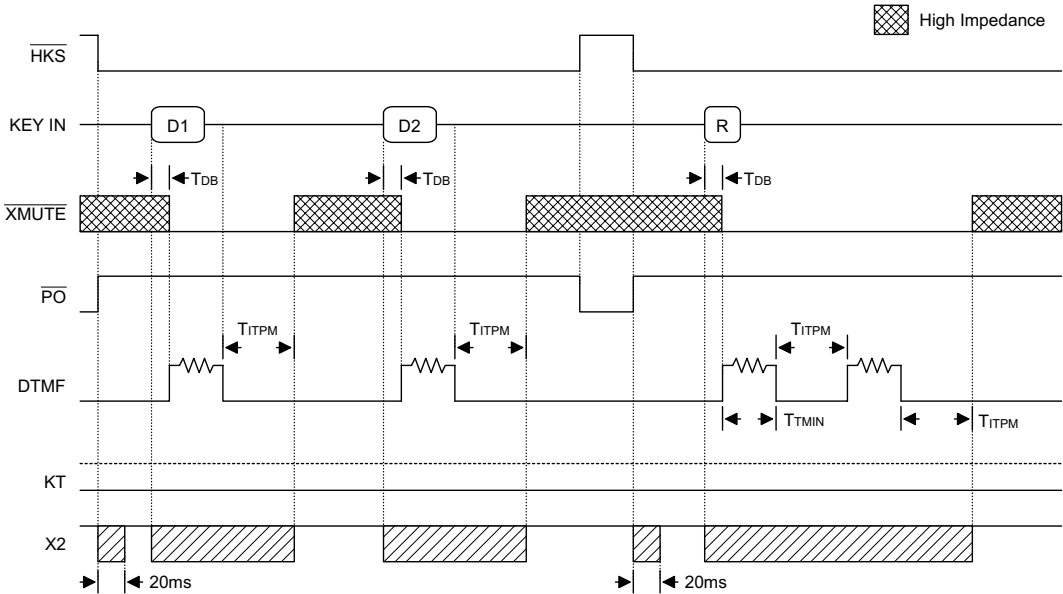 High Impedance
HKS
KEY IN D1 D2 R
TDB TDB TDB
XMUTE
PO
TITPM TITPM TITPM
DTMF
TTMIN TITPM
KT
X2
20ms 20ms